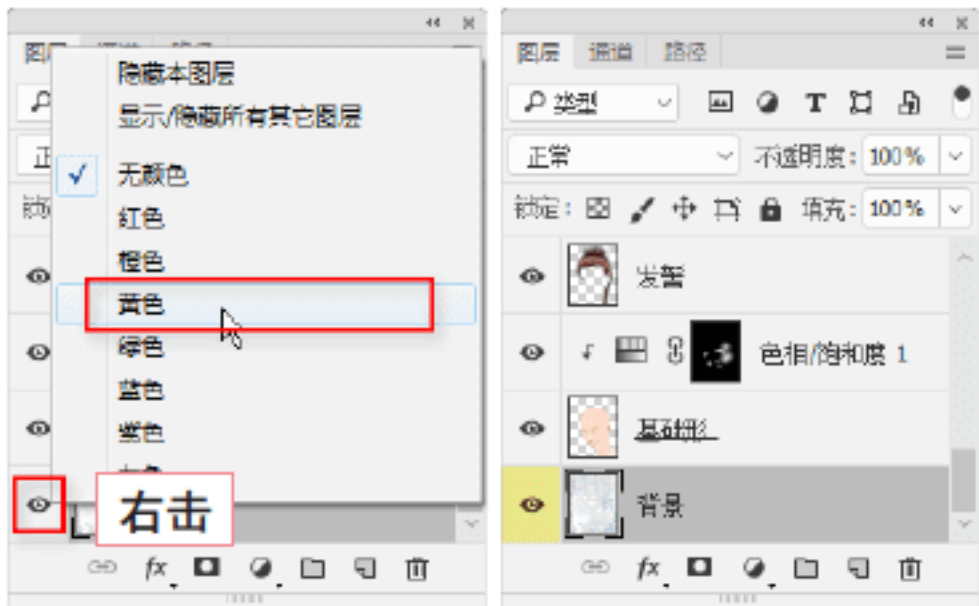 隐藏本图层
显示/隐藏所有其它图层
无颜色
红色
橙色
黄色
绿色
蓝色
紫色
右击
fx
图层 通道 路径
类型
T
正常 不透明度: 100%
锁定: 填充: 100%
发髻
色相/饱和度 1
基础形
背景
fx